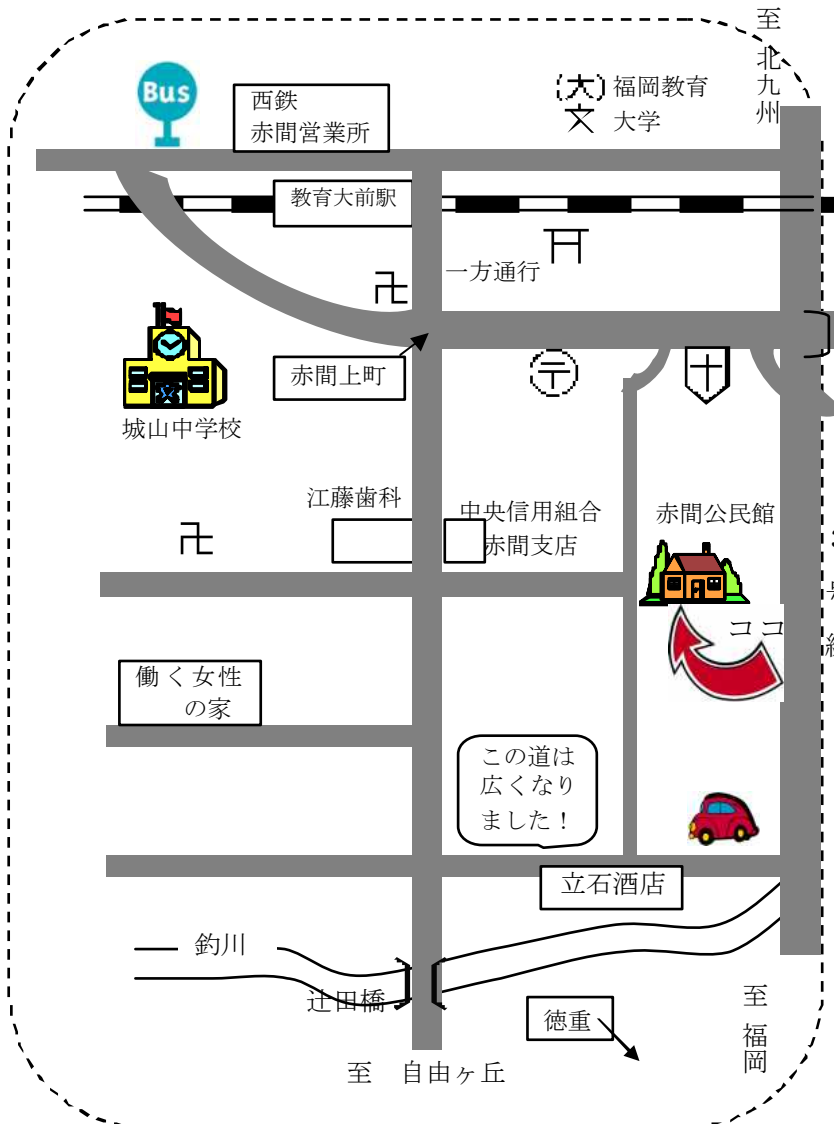 至
北九州
Bus
西鉄
赤間営業所
福岡教育
大学
(大)
文
教育大前駅
一方通行
赤間上町
〒
城山中学校
江藤歯科
中央信用組合
赤間支店
赤間公民館
ココ
働く女性
の家
この道は
広くなり
ました！
立石酒店
釣川
辻田橋
徳重
至 福岡
至 自由ヶ丘